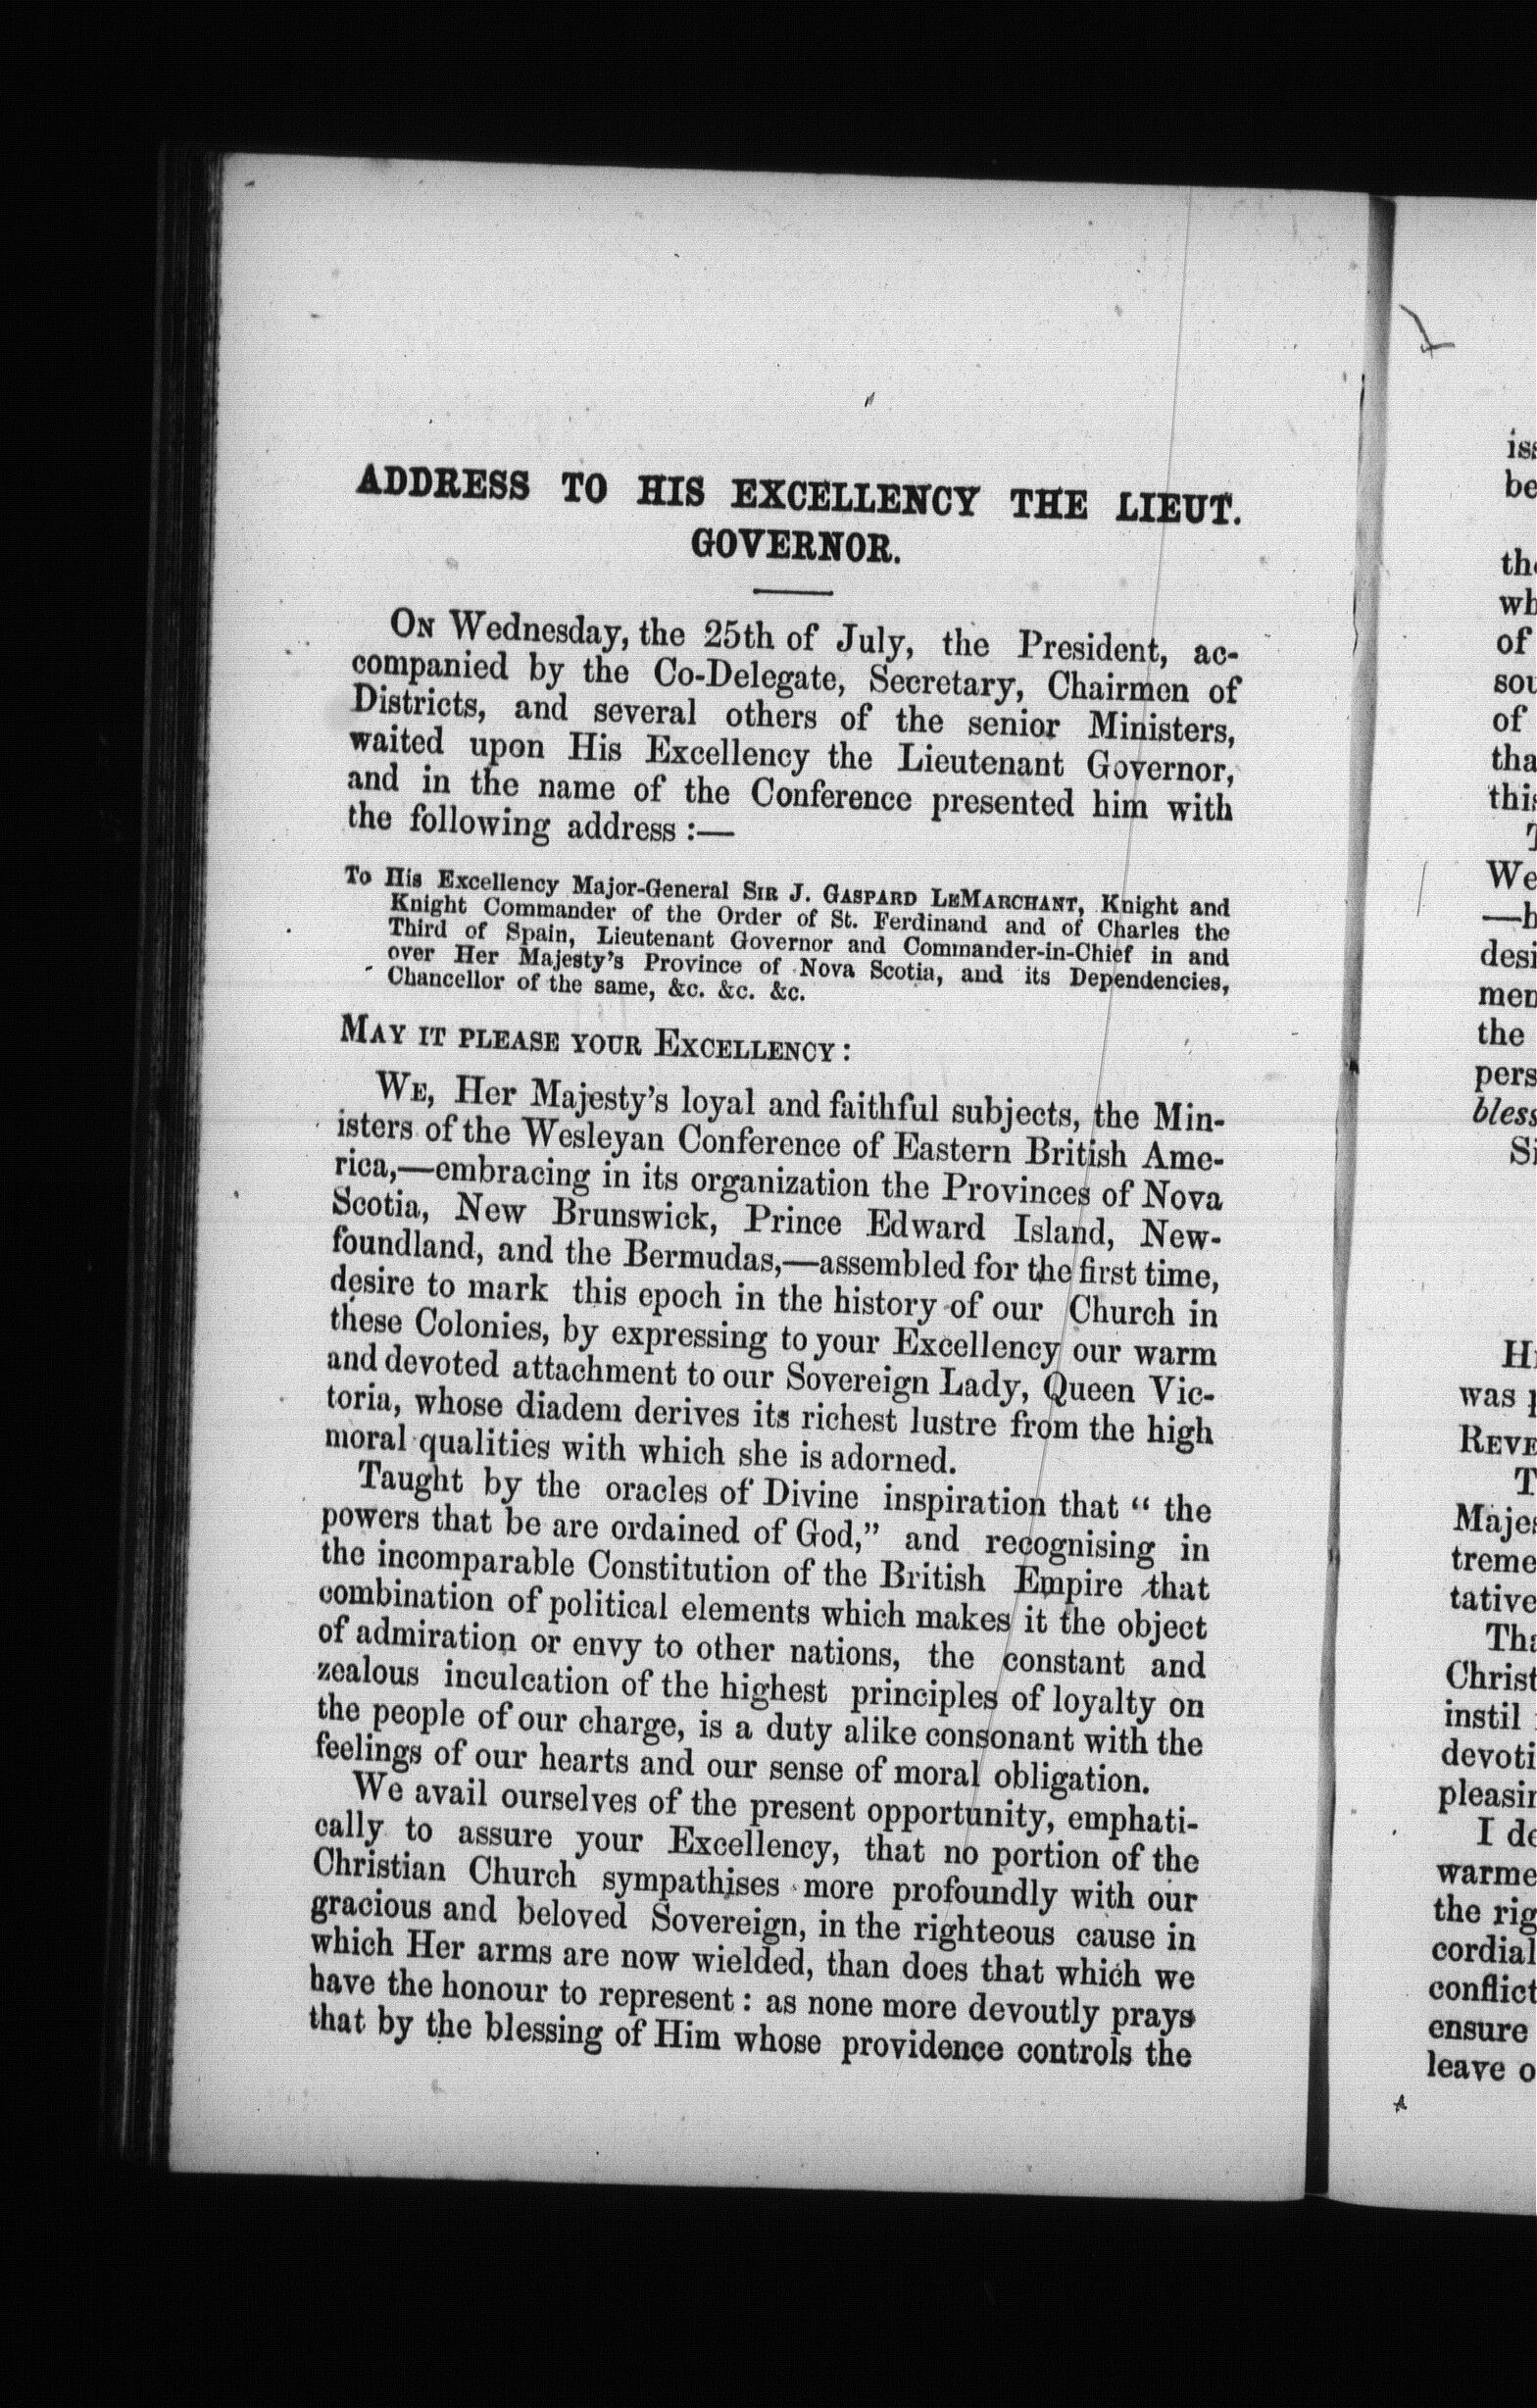 ADDRESS TO HIS EXCELLENCY THE LIEUT.
GOVERNOR.
ON Wednesday, the 25th of July, the President, ac-
companied by the Co-Delegate, Secretary, Chairmen of
Districts, and several others of the senior Ministers,
waited upon His Excellency the Lieutenant Governor,
and in the name of the Conference presented him with
the following address :—
To His Excellency Major-General SIR J. GASPARD LEMARCHANT, Knight and
Knight Commander of the Order of St. Ferdinand and of Charles the
Third of Spain, Lieutenant Governor and Commander-in-Chief in and
over Her Majesty's Province of Nova Scotia, and its Dependencies,
Chancellor of the same, &c. &c. &c.
MAY IT PLEASE YOUR EXCELLENCY :
WE, Her Majesty's loyal and faithful subjects, the Min-
isters of the Wesleyan Conference of Eastern British Ame-
rica,—embracing in its organization the Provinces of Nova
Scotia, New Brunswick, Prince Edward Island, New-
foundland, and the Bermudas,—assembled for the first time,
desire to mark this epoch in the history of our Church in
these Colonies, by expressing to your Excellency our warm
and devoted attachment to our Sovereign Lady, Queen Vic-
toria, whose diadem derives its richest lustre from the high
moral qualities with which she is adorned.
Taught by the oracles of Divine inspiration that “ the
powers that be are ordained of God,” and recognising in
the incomparable Constitution of the British Empire that
combination of political elements which makes it the object
of admiration or envy to other nations, the constant and
zealous inculcation of the highest principles of loyalty on
the people of our charge, is a duty alike consonant with the
feelings of our hearts and our sense of moral obligation.
We avail ourselves of the present opportunity, emphati-
cally to assure your Excellency, that no portion of the
Christian Church sympathises more profoundly with our
gracious and beloved Sovereign, in the righteous cause in
which Her arms are now wielded, than does that which we
have the honour to represent : as none more devoutly prays
that by the blessing of Him whose providence controls the
be
of
of
this
We
the
was
instil
I
the
cordial
conflict
ensure
leave